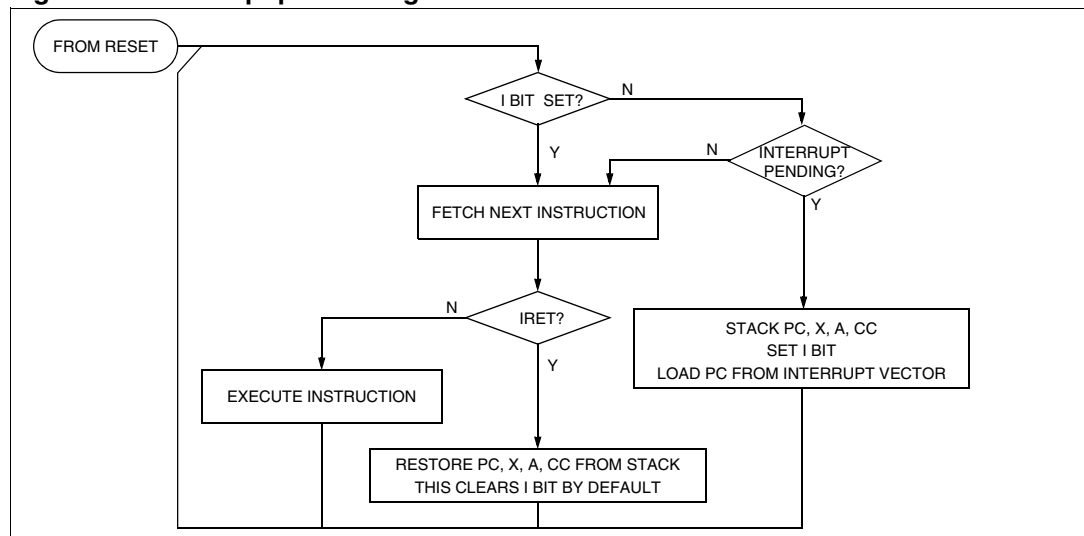 FROM RESET
I BIT SET?
N
Y
N
INTERRUPT
PENDING?
Y
FETCH NEXT INSTRUCTION
N
IRET?
Y
STACK PC, X, A, CC
SET I BIT
LOAD PC FROM INTERRUPT VECTOR
EXECUTE INSTRUCTION
RESTORE PC, X, A, CC FROM STACK
THIS CLEARS I BIT BY DEFAULT